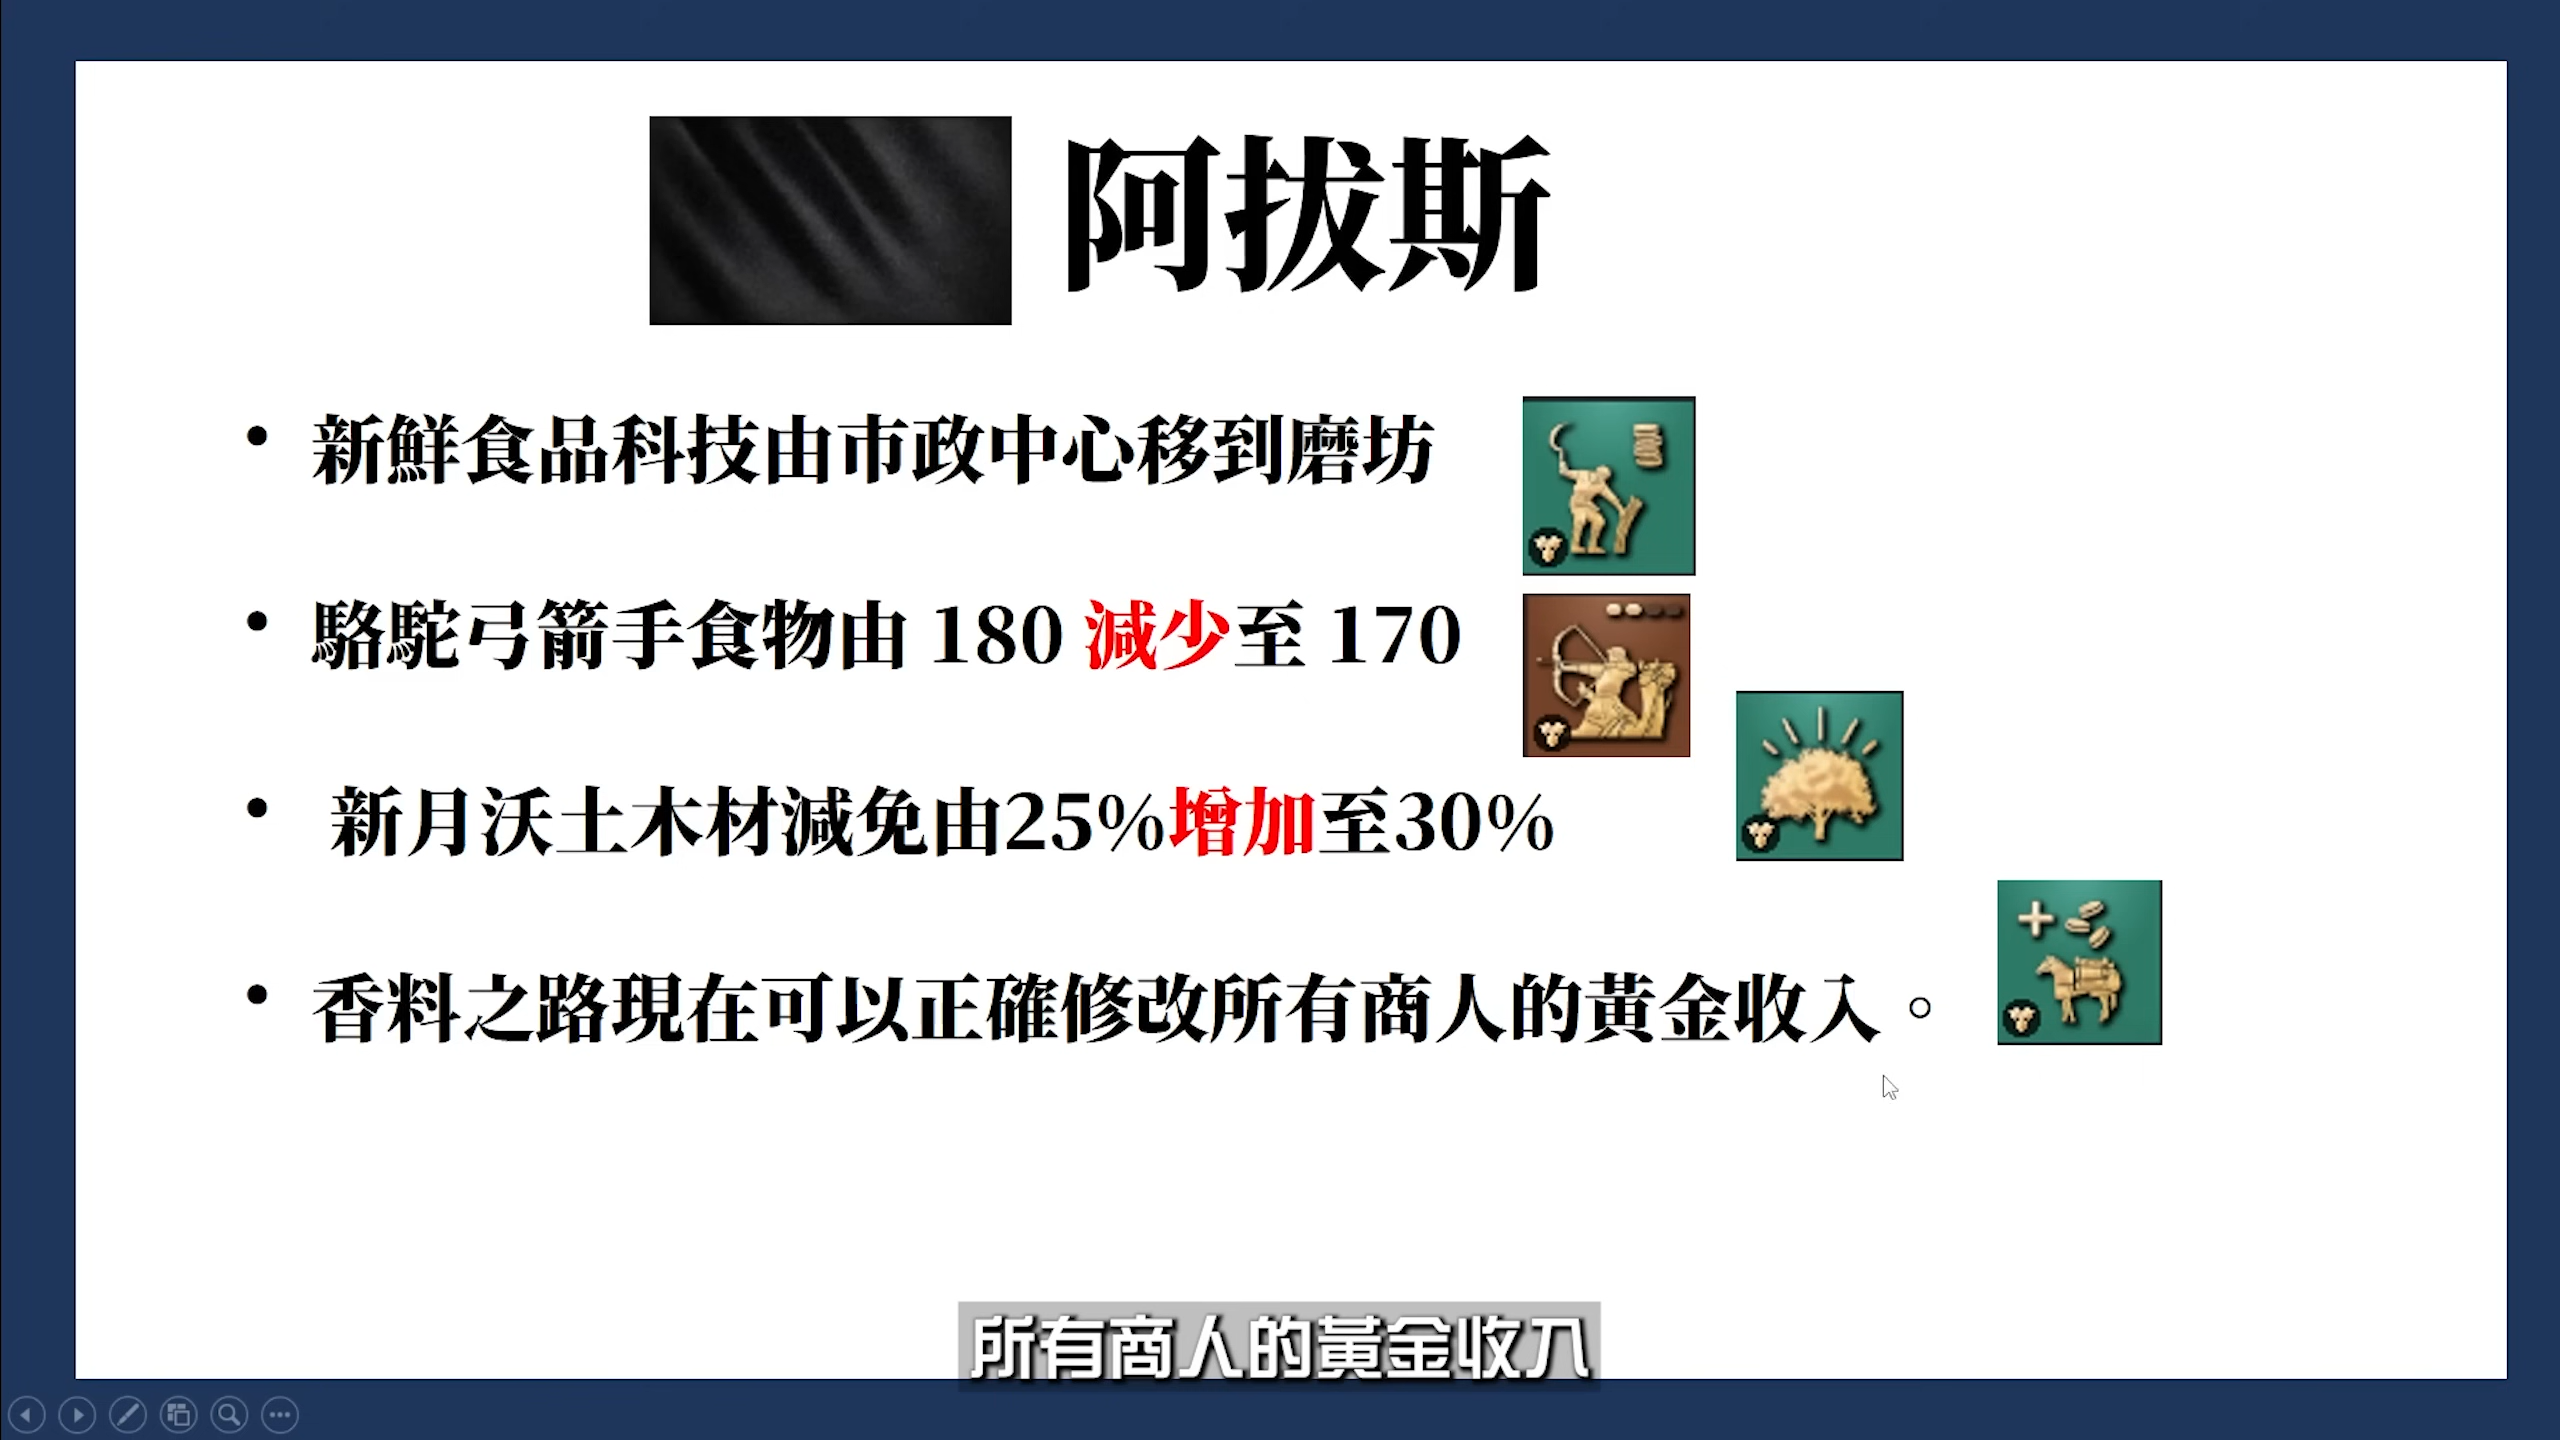 阿拔斯
• 新鮮食品科技由市政中心移到磨坊
• 駱駝弓箭手食物由 180 減少至 170
• 新月沃土木材減免由25%增加至30%
• 香料之路現在可以正確修改所有商人的黃金收入。
所有商人的黃金收入